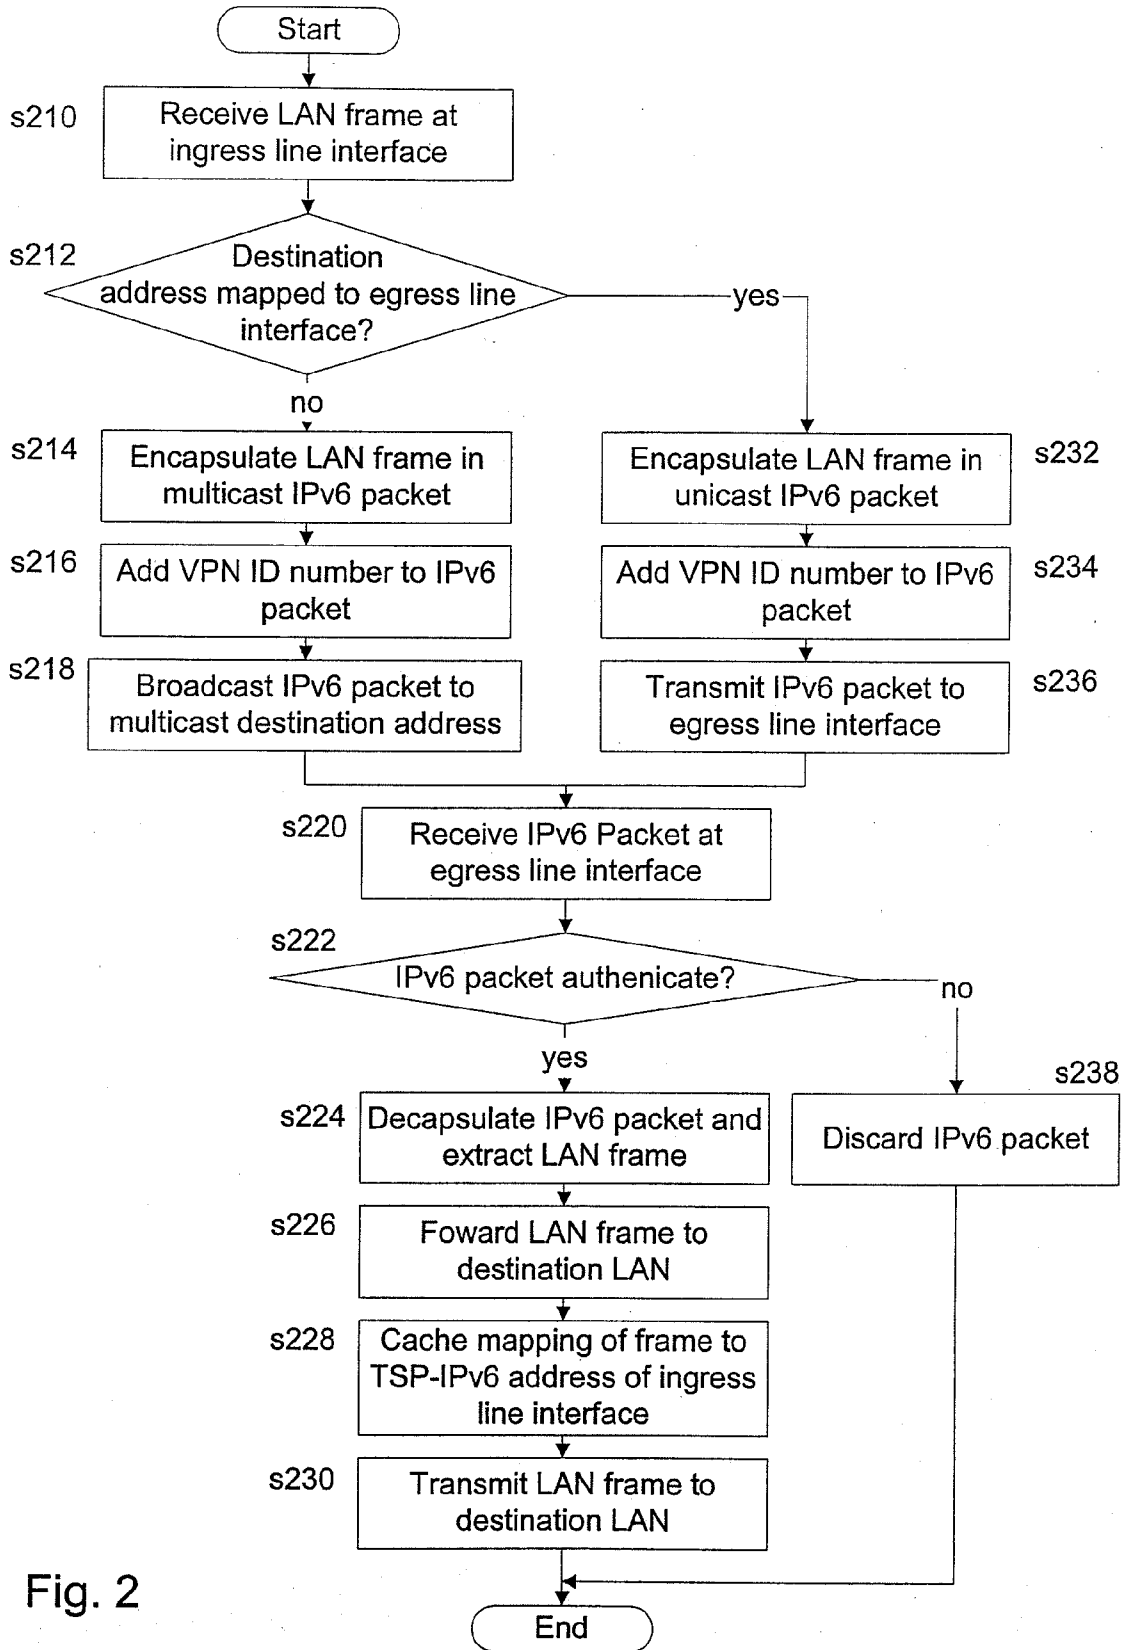 Start
s210
Receive LAN frame at
ingress line interface
s212
Destination
address mapped to egress line
interface?
yes
no
s214
Encapsulate LAN frame in
multicast IPv6 packet
s232
Encapsulate LAN frame in
unicast IPv6 packet
s216
Add VPN ID number to IPv6
packet
s234
Add VPN ID number to IPv6
packet
s218
Broadcast IPv6 packet to
multicast destination address
s236
Transmit IPv6 packet to
egress line interface
s220
Receive IPv6 Packet at
egress line interface
s222
IPv6 packet authenicate?
no
yes
s224
Decapsulate IPv6 packet and
extract LAN frame
s238
Discard IPv6 packet
s226
Foward LAN frame to
destination LAN
s228
Cache mapping of frame to
TSP-IPv6 address of ingress
line interface
s230
Transmit LAN frame to
destination LAN
Fig. 2
End